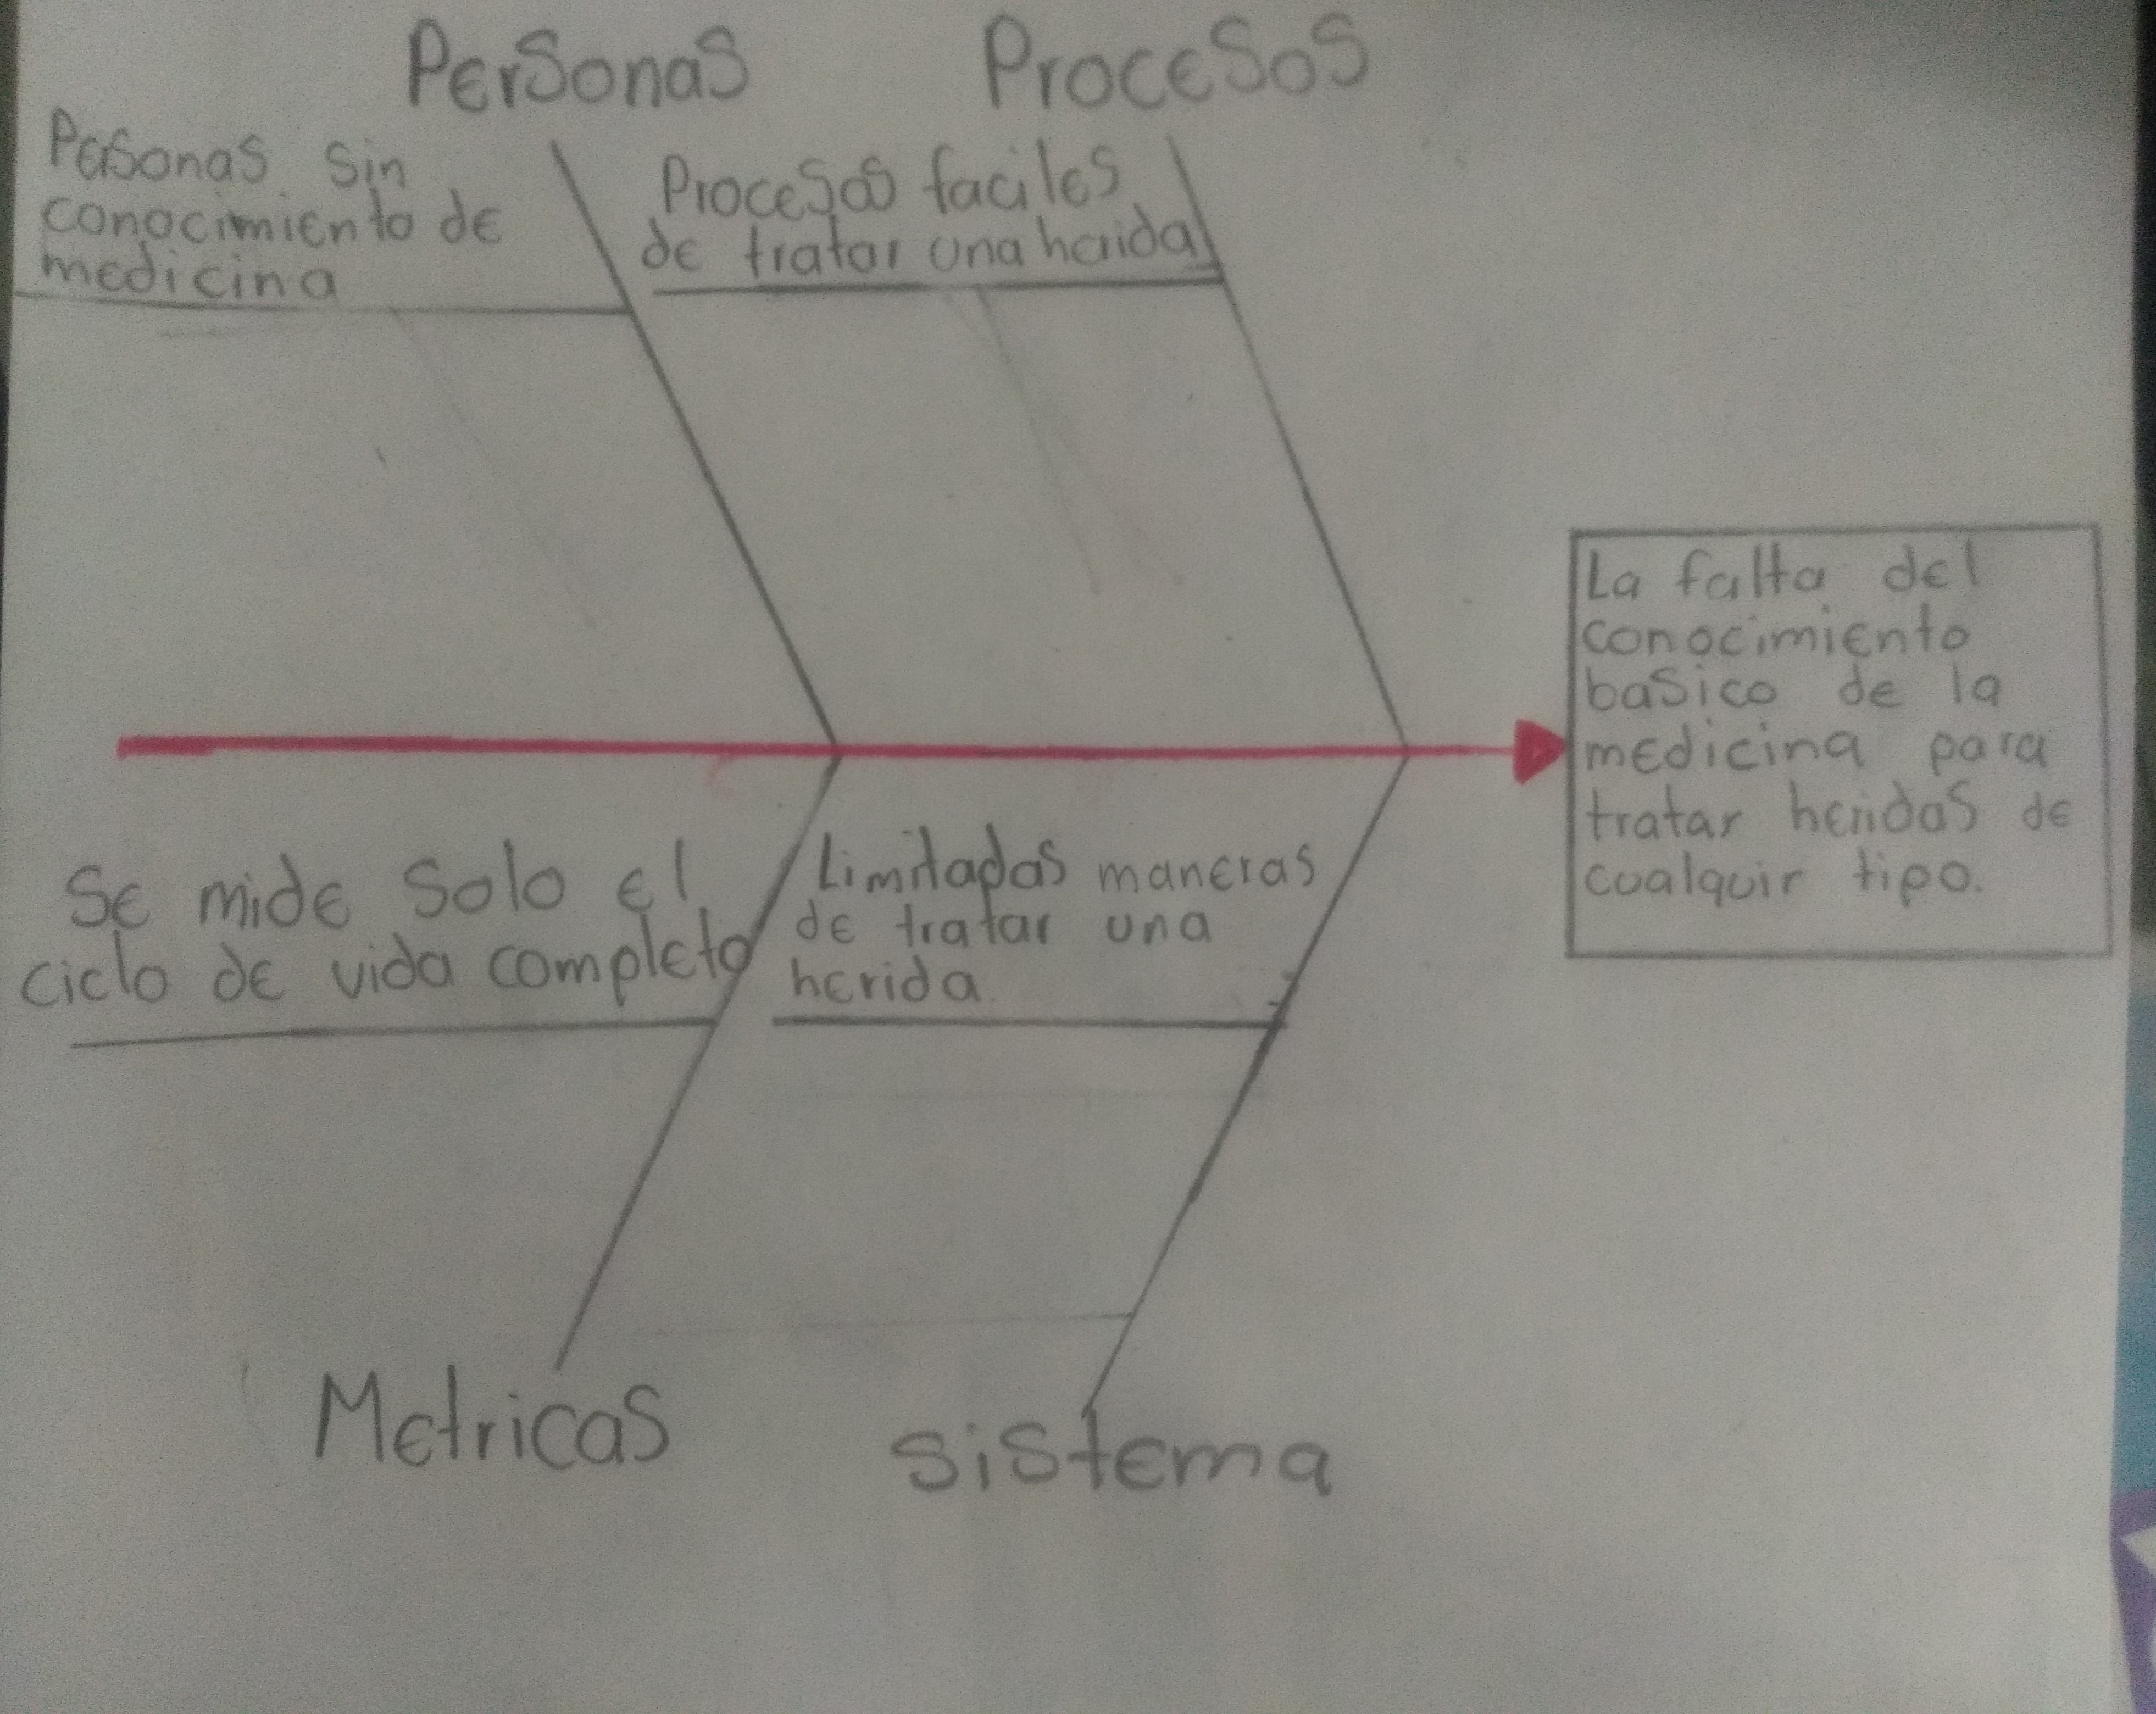 Personas
Procesos
Personas sin
conocimiento de
medicina
Procesos faciles
de tratar una herida
La falta del
conocimiento
basico de la
medicina para
tratar heridas de
cualquir tipo.
Se mide solo el
ciclo de vida completo
Limitadas maneras
de tratar una
herida.
Metricas
sistema